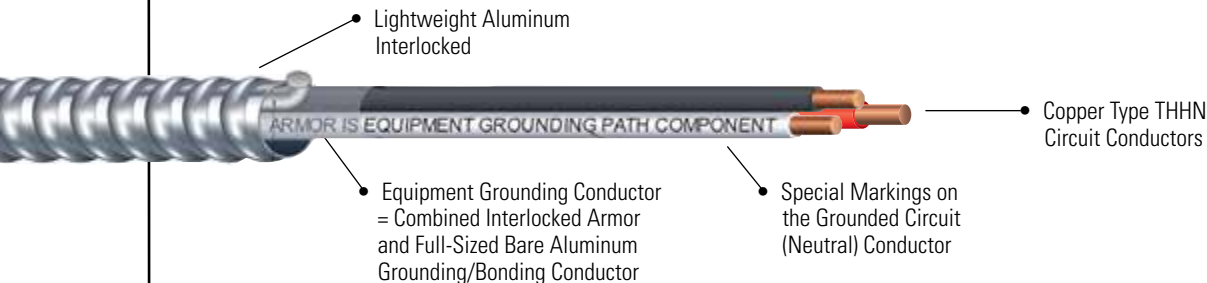 Lightweight Aluminum
Interlocked
ARMOR IS EQUIPMENT GROUNDING PATH COMPONENT
Copper Type THHN
Circuit Conductors
Equipment Grounding Conductor
= Combined Interlocked Armor
and Full-Sized Bare Aluminum
Grounding/Bonding Conductor
Special Markings on
the Grounded Circuit
(Neutral) Conductor